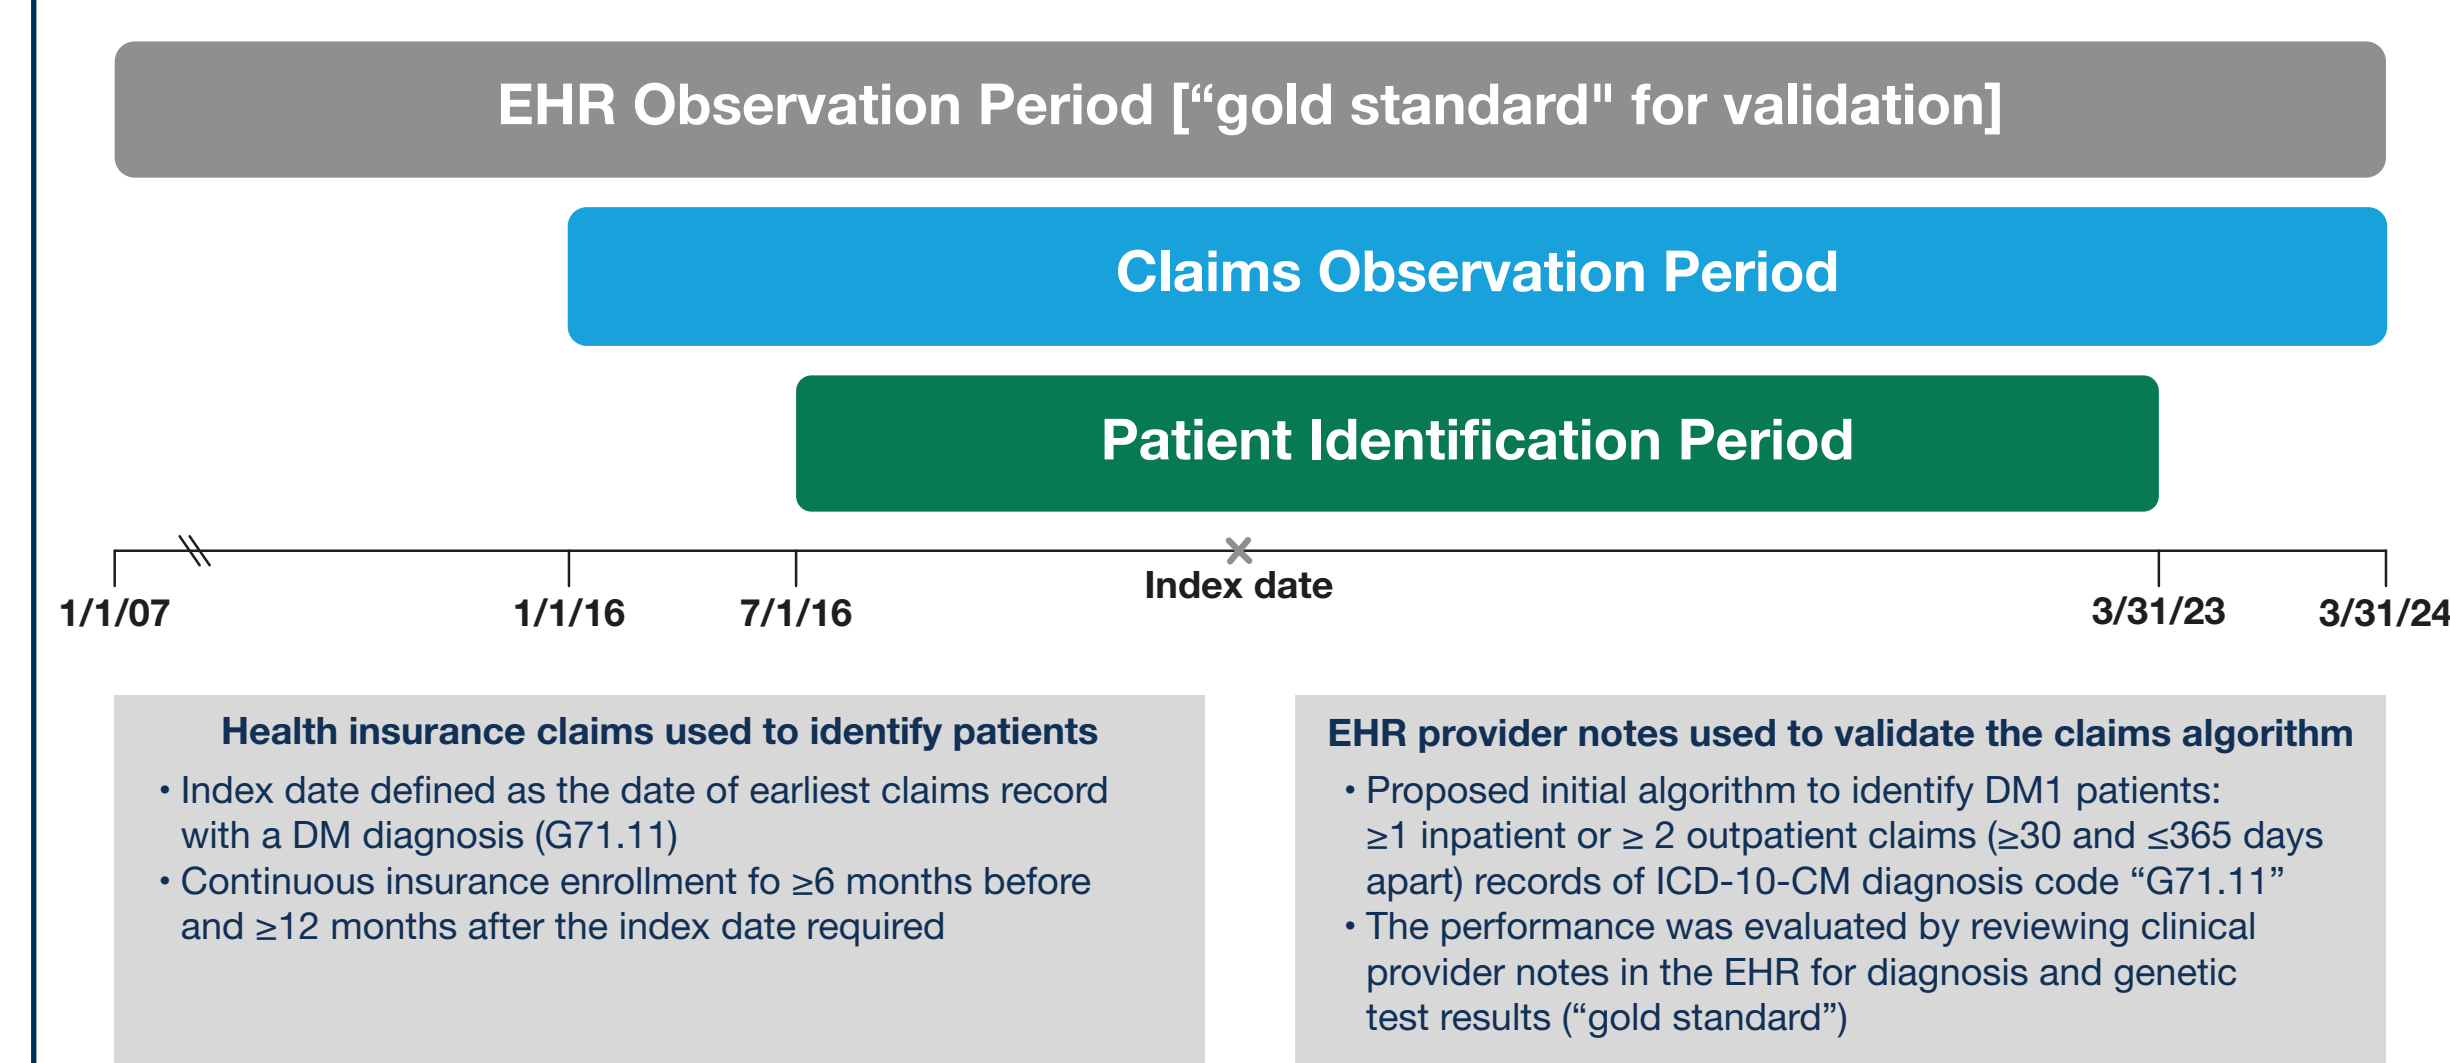 EHR Observation Period [“gold standard" for validation]
Claims Observation Period
Patient Identification Period
Index date
1/1/07
1/1/16
7/1/16
3/31/23
3/31/24
Health insurance claims used to identify patients
• Index date defined as the date of earliest claims record
with a DM diagnosis (G71.11)
• Continuous insurance enrollment fo ≥6 months before
and ≥12 months after the index date required
EHR provider notes used to validate the claims algorithm
• Proposed initial algorithm to identify DM1 patients:
≥1 inpatient or ≥ 2 outpatient claims (≥30 and ≤365 days
apart) records of ICD-10-CM diagnosis code “G71.11”
• The performance was evaluated by reviewing clinical
provider notes in the EHR for diagnosis and genetic
test results (“gold standard”)